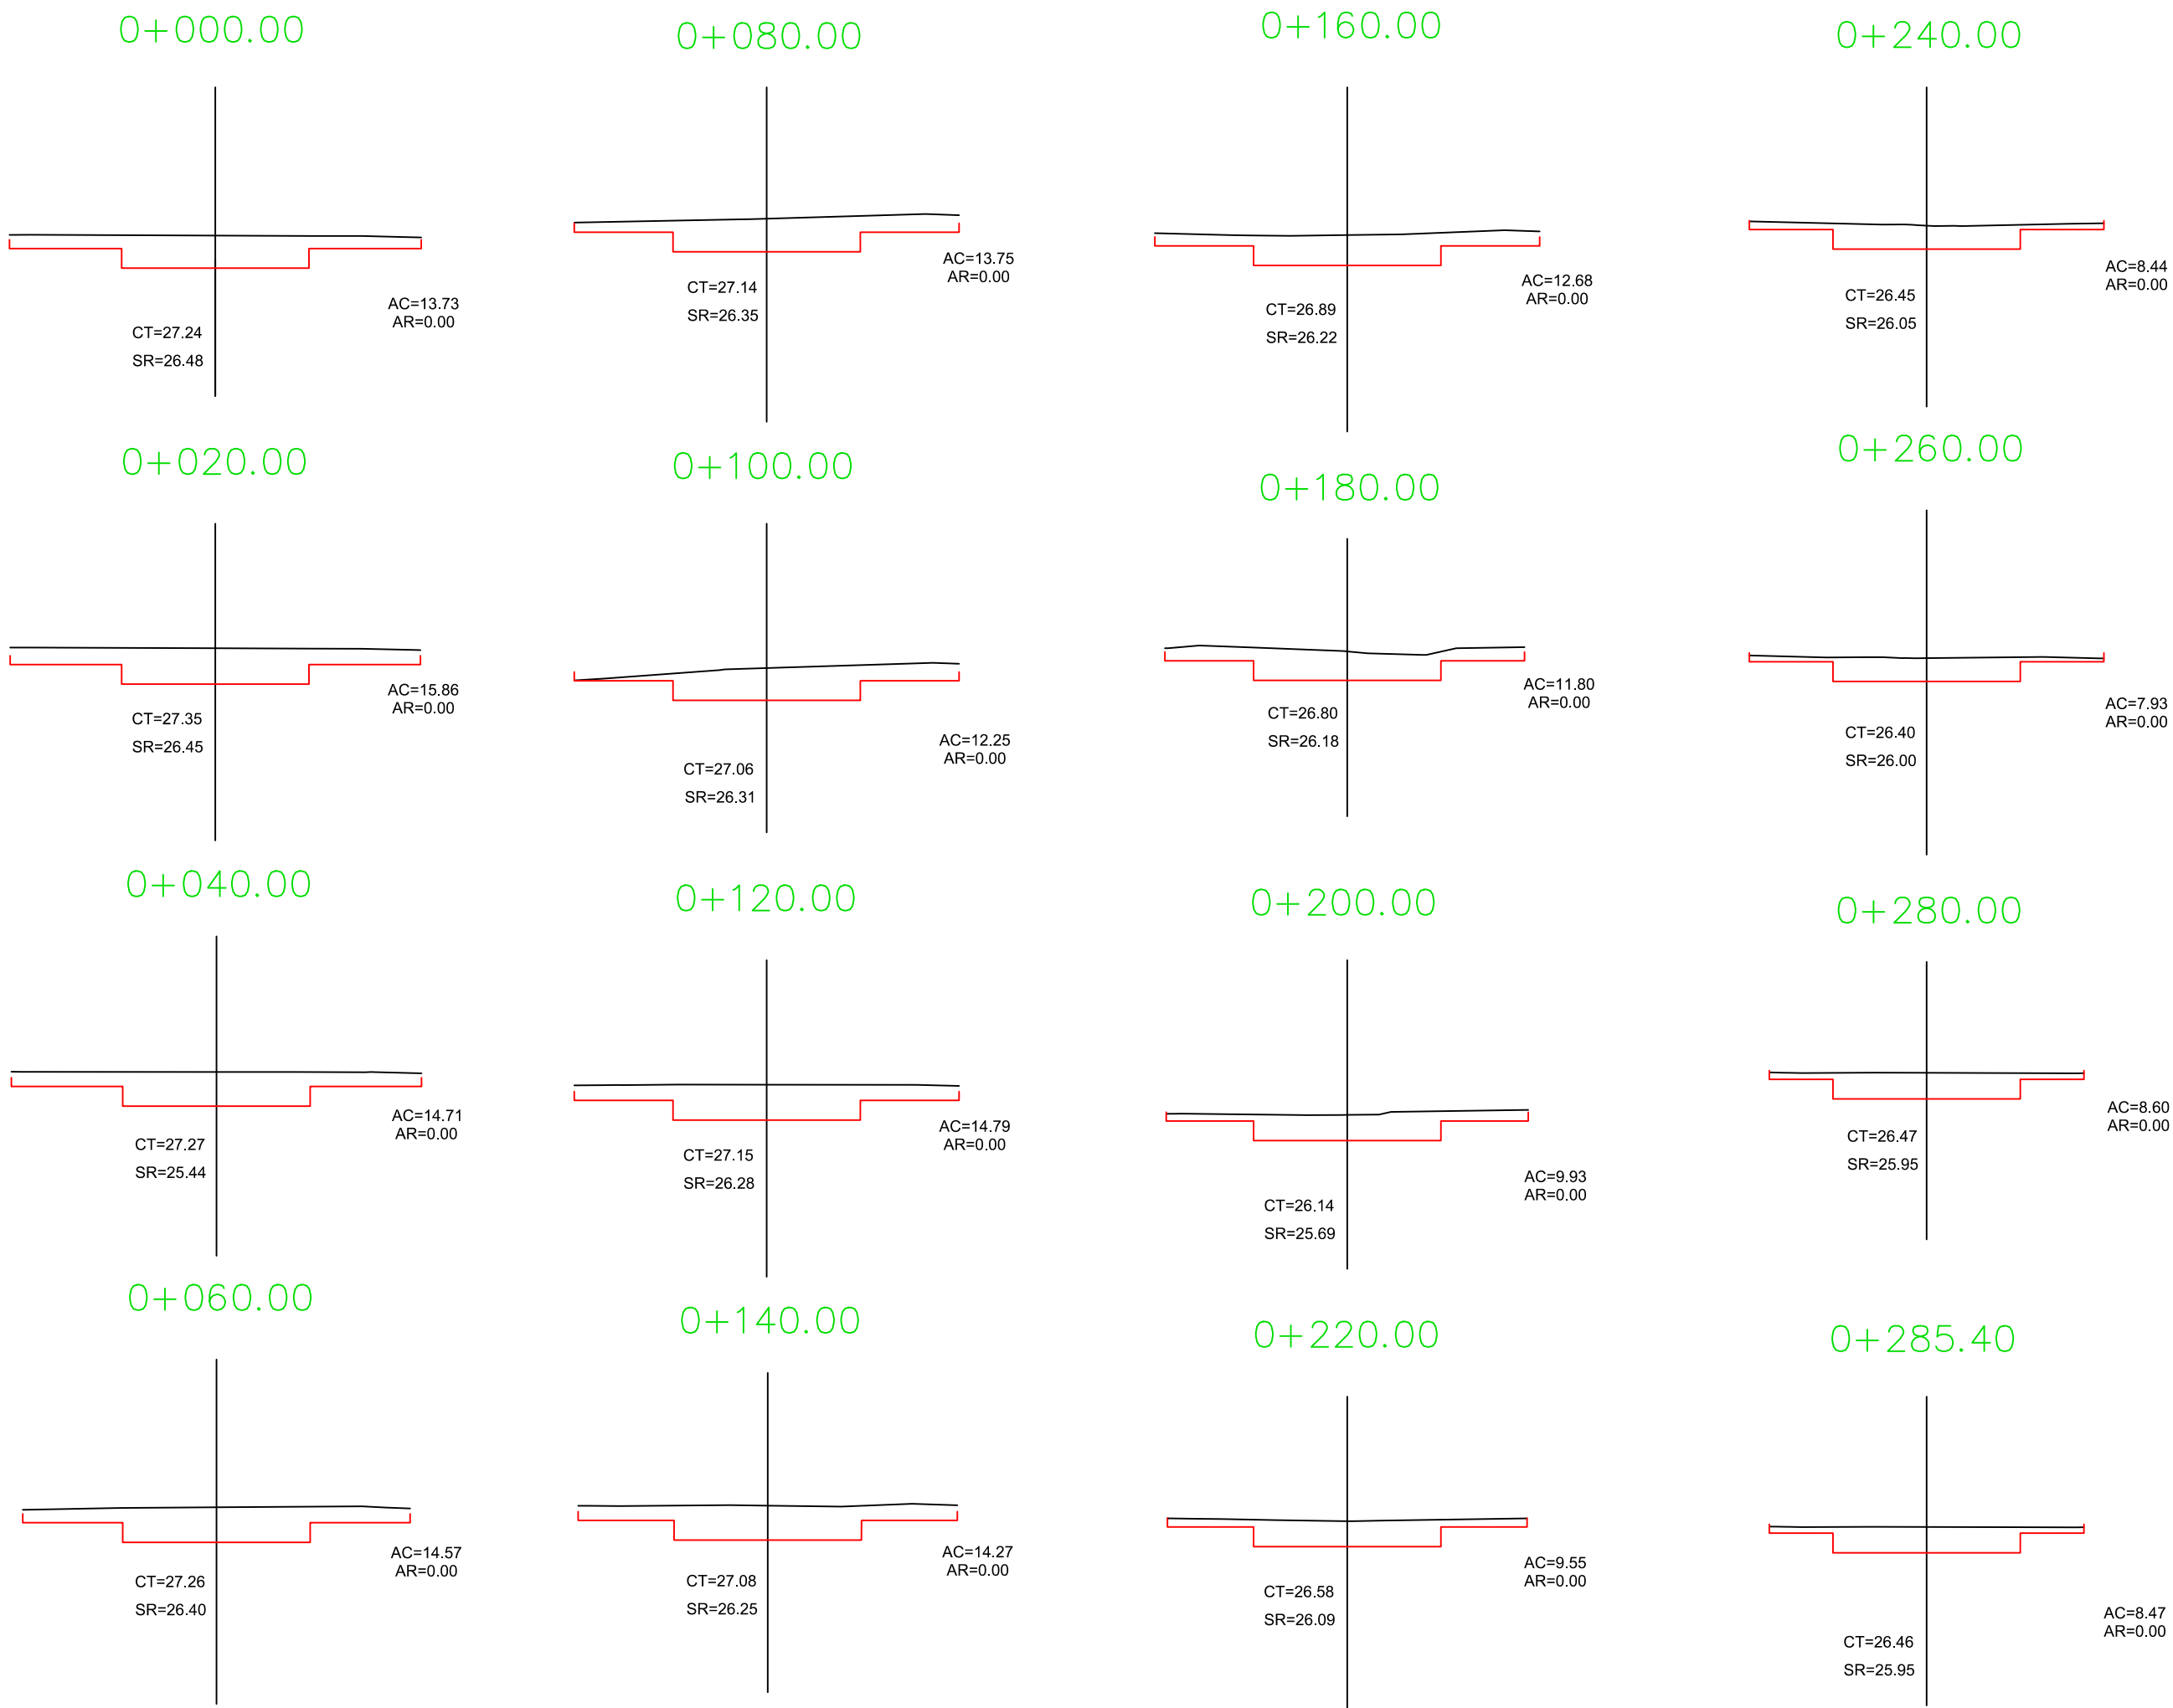 0+000.00
AC=13.73
AR=0.00
CT=27.24
SR=26.48
0+020.00
AC=15.86
AR=0.00
CT=27.35
SR=26.45
0+040.00
AC=14.71
AR=0.00
CT=27.27
SR=25.44
0+060.00
AC=14.57
AR=0.00
CT=27.26
SR=26.40
0+080.00
AC=13.75
AR=0.00
CT=27.14
SR=26.35
0+100.00
AC=12.25
AR=0.00
CT=27.06
SR=26.31
0+120.00
AC=14.79
AR=0.00
CT=27.15
SR=26.28
0+140.00
AC=14.27
AR=0.00
CT=27.08
SR=26.25
0+160.00
AC=12.68
AR=0.00
CT=26.89
SR=26.22
0+180.00
AC=11.80
AR=0.00
CT=26.80
SR=26.18
0+200.00
AC=9.93
AR=0.00
CT=26.14
SR=25.69
0+220.00
AC=9.55
AR=0.00
CT=26.58
SR=26.09
0+240.00
AC=8.44
AR=0.00
CT=26.45
SR=26.05
0+260.00
AC=7.93
AR=0.00
CT=26.40
SR=26.00
0+280.00
AC=8.60
AR=0.00
CT=26.47
SR=25.95
0+285.40
AC=8.47
AR=0.00
CT=26.46
SR=25.95